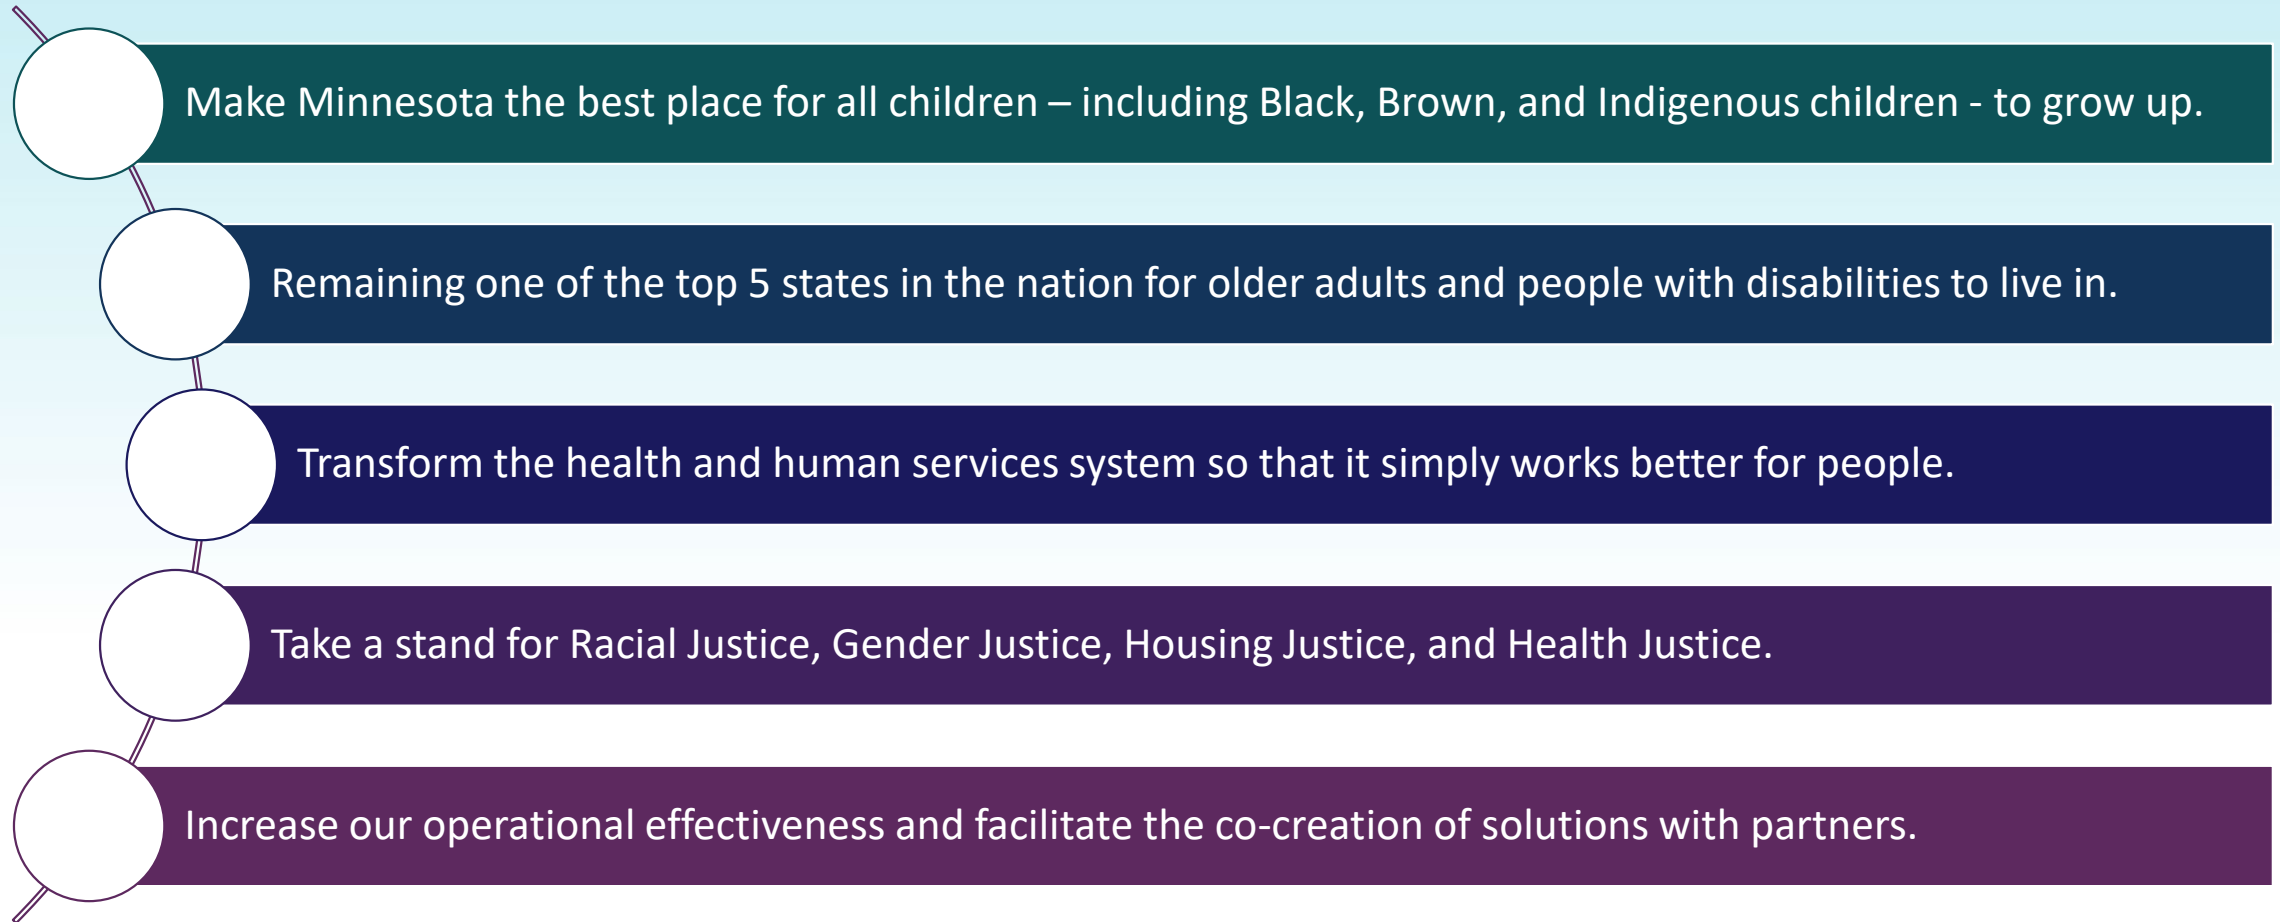 Make Minnesota the best place for all children – including Black, Brown, and Indigenous children - to grow up.
Remaining one of the top 5 states in the nation for older adults and people with disabilities to live in.
Transform the health and human services system so that it simply works better for people.
Take a stand for Racial Justice, Gender Justice, Housing Justice, and Health Justice.
Increase our operational effectiveness and facilitate the co-creation of solutions with partners.